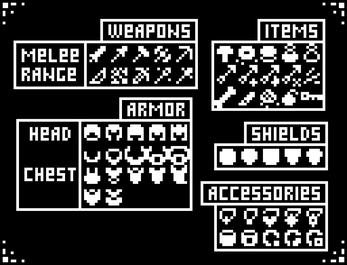 WEAPONS
MELEE
RANGE
ARMOR
HEAD
CHEST
ITEMS
SHIELDS
ACCESSORIES